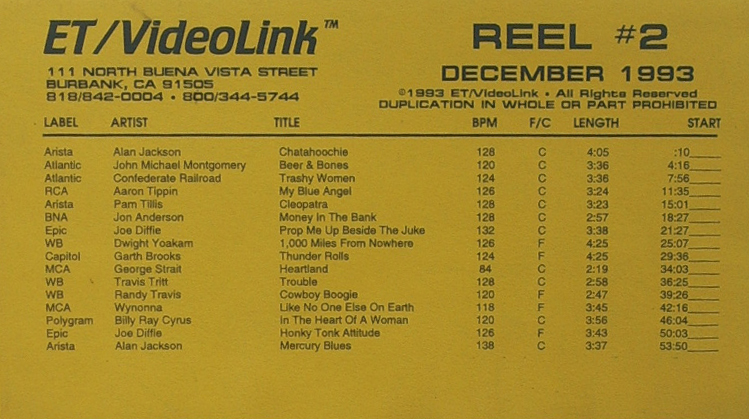 ET/VideoLink™
111 NORTH BUENA VISTA STREET
BURBANK, CA 91505
818/842-0004 • 800/344-5744
REEL #2
DECEMBER 1993
©1993 ET/VideoLink • All Rights Reserved
DUPLICATION IN WHOLE OR PART PROHIBITED
LABEL ARTIST TITLE BPM F/C LENGTH START
Arista Alan Jackson Chatahoochie 128 C 4:05 :10
Atlantic John Michael Montgomery Beer & Bones 120 C 3:36 4:16
Atlantic Confederate Railroad Trashy Women 124 C 3:36 7:56
RCA Aaron Tippin My Blue Angel 126 C 3:24 11:35
Arista Pam Tillis Cleopatra 128 C 3:23 15:01
BNA Jon Anderson Money In The Bank 128 C 2:57 18:27
Epic Joe Diffie Prop Me Up Beside The Juke 132 C 3:38 21:27
WB Dwight Yoakam 1,000 Miles From Nowhere 126 F 4:25 25:07
Capitol Garth Brooks Thunder Rolls 124 F 4:25 29:36
MCA George Strait Heartland 84 C 2:19 34:03
WB Travis Tritt Trouble 128 C 2:58 36:25
WB Randy Travis Cowboy Boogie 120 F 2:47 39:26
MCA Wynonna Like No One Else On Earth 118 F 3:45 42:16
Polygram Billy Ray Cyrus In The Heart Of A Woman 120 C 3:56 46:04
Epic Joe Diffie Honky Tonk Attitude 126 F 3:43 50:03
Arista Alan Jackson Mercury Blues 138 C 3:37 53:50